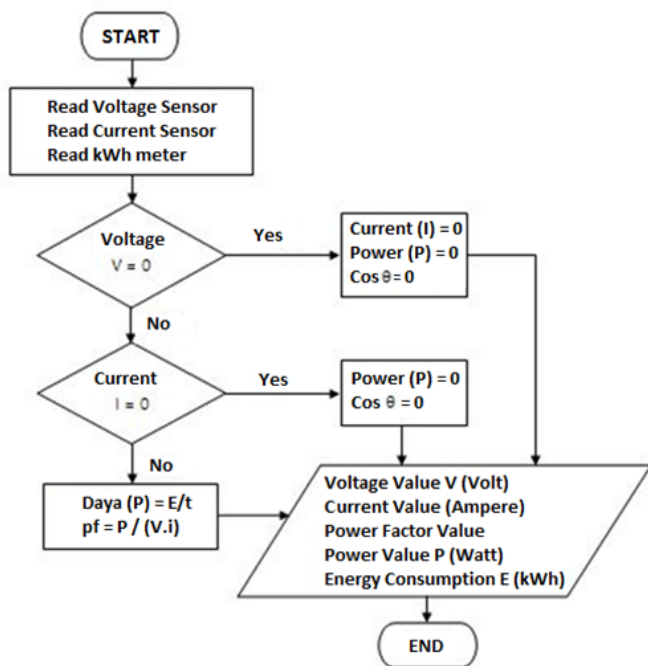 START
Read Voltage Sensor
Read Current Sensor
Read kWh meter
Voltage
V = 0
Yes
Current (I) = 0
Power (P) = 0
Cos θ = 0
No
Current
I = 0
Yes
Power (P) = 0
Cos θ = 0
No
Daya (P) = E/t
pf = P / (V.i)
Voltage Value V (Volt)
Current Value (Ampere)
Power Factor Value
Power Value P (Watt)
Energy Consumption E (kWh)
END